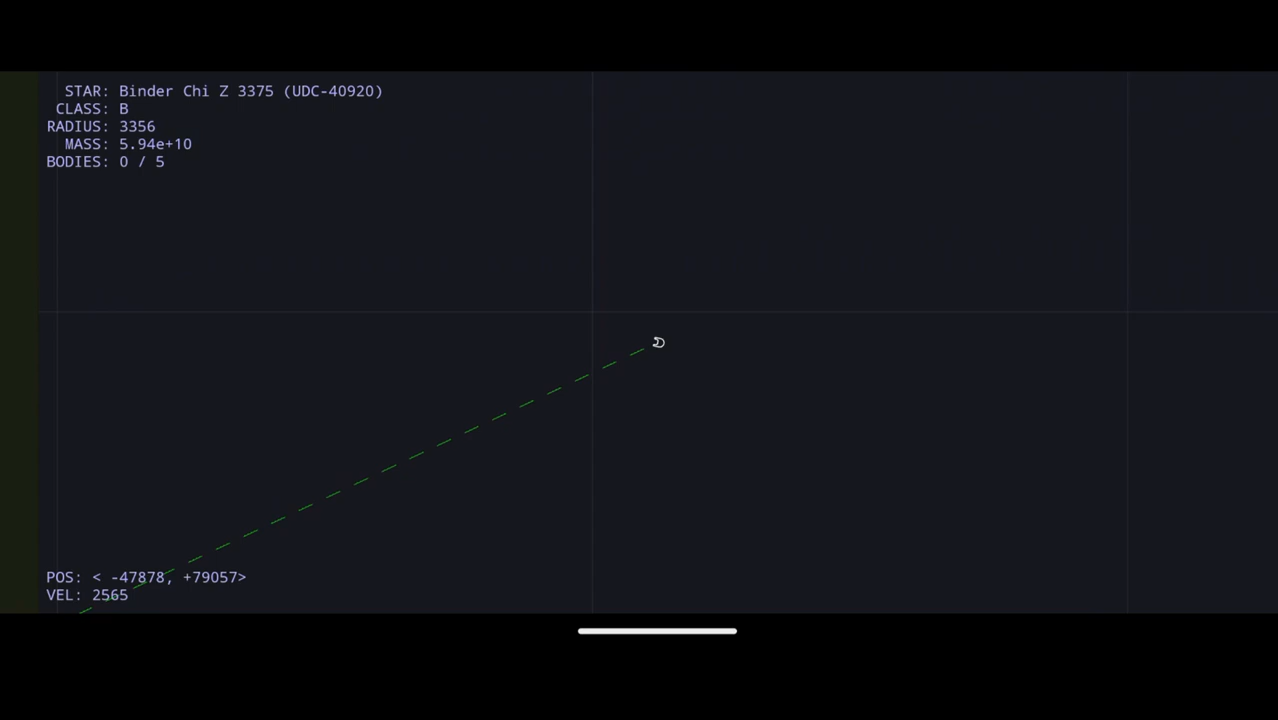 STAR: Binder Chi Z 3375 (UDC-40920)
CLASS: B
RADIUS: 3356
MASS: 5.94e+10
BODIES: 0 / 5
POS: < -47878, +79057>
VEL: 2565